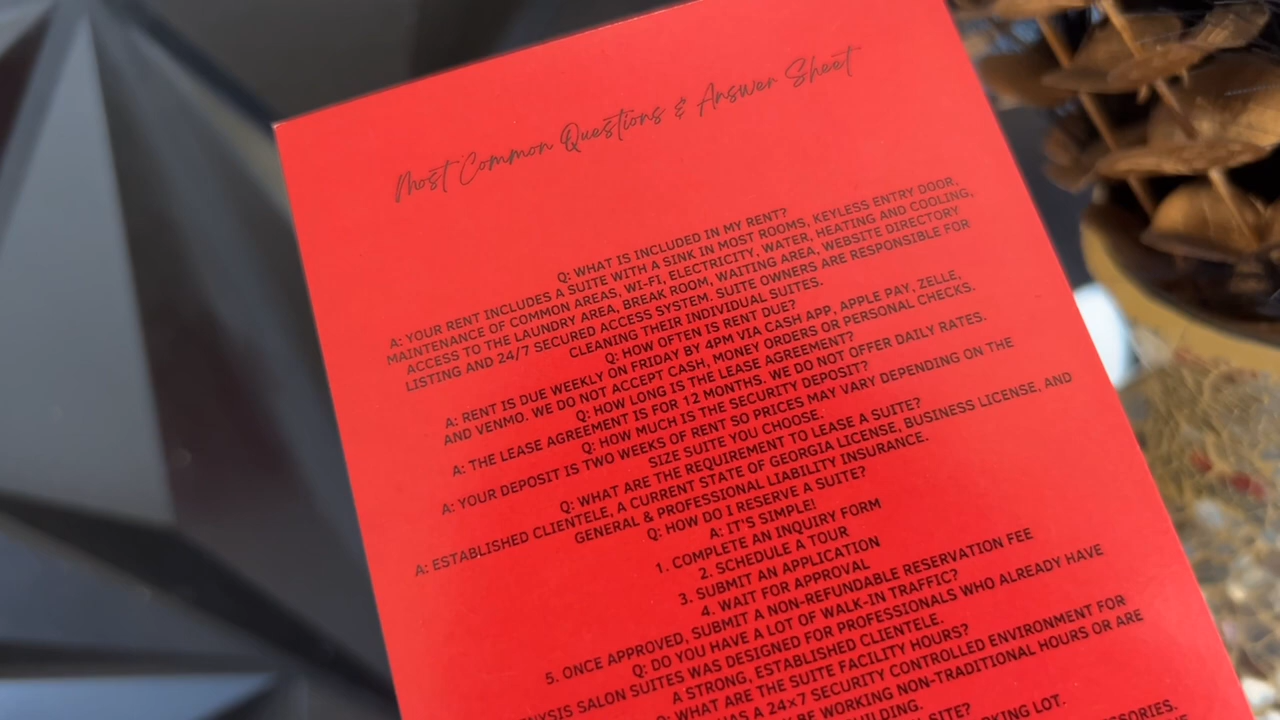 Most Common Questions & Answer Sheet
Q: WHAT IS INCLUDED IN MY RENT?
A: YOUR RENT INCLUDES A SUITE WITH A SINK IN MOST ROOMS, KEYLESS ENTRY DOOR,
MAINTENANCE OF COMMON AREAS, WI-FI, ELECTRICITY, WATER, HEATING AND COOLING,
ACCESS TO THE LAUNDRY AREA, BREAK ROOM, WAITING AREA, WEBSITE DIRECTORY
LISTING AND 24/7 SECURED ACCESS SYSTEM. SUITE OWNERS ARE RESPONSIBLE FOR
CLEANING THEIR INDIVIDUAL SUITES.
Q: HOW OFTEN IS RENT DUE?
A: RENT IS DUE WEEKLY ON FRIDAY BY 4PM VIA CASH APP, APPLE PAY, ZELLE,
AND VENMO. WE DO NOT ACCEPT CASH, MONEY ORDERS OR PERSONAL CHECKS.
Q: HOW LONG IS THE LEASE AGREEMENT?
A: THE LEASE AGREEMENT IS FOR 12 MONTHS. WE DO NOT OFFER DAILY RATES.
Q: HOW MUCH IS THE SECURITY DEPOSIT?
A: YOUR DEPOSIT IS TWO WEEKS OF RENT SO PRICES MAY VARY DEPENDING ON THE
SIZE SUITE YOU CHOOSE.
Q: WHAT ARE THE REQUIREMENT TO LEASE A SUITE?
A: ESTABLISHED CLIENTELE, A CURRENT STATE OF GEORGIA LICENSE, BUSINESS LICENSE, AND
GENERAL & PROFESSIONAL LIABILITY INSURANCE.
Q: HOW DO I RESERVE A SUITE?
A: IT'S SIMPLE!
1. COMPLETE AN INQUIRY FORM
2. SCHEDULE A TOUR
3. SUBMIT AN APPLICATION
4. WAIT FOR APPROVAL
5. ONCE APPROVED, SUBMIT A NON-REFUNDABLE RESERVATION FEE
Q: DO YOU HAVE A LOT OF WALK-IN TRAFFIC?
SALON SUITES WAS DESIGNED FOR PROFESSIONALS WHO ALREADY HAVE
A STRONG, ESTABLISHED CLIENTELE.
Q: WHAT ARE THE SUITE FACILITY HOURS?
HAS A 24x7 SECURITY CONTROLLED ENVIRONMENT FOR
BE WORKING NON-TRADITIONAL HOURS OR ARE
BUILDING.
SITE?
LOT.